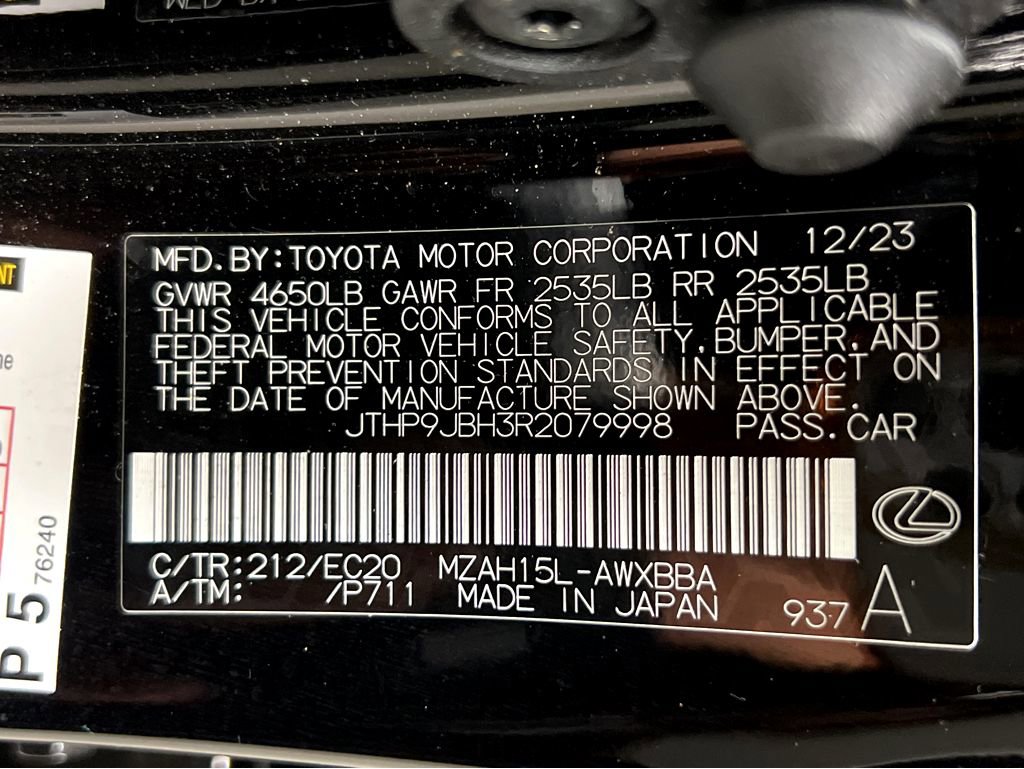 MFD.BY:TOYOTA MOTOR CORPORATION 12/23
GVWR 4650LB GAWR FR 2535LB RR 2535LB
THIS VEHICLE CONFORMS TO ALL APPLICABLE
FEDERAL MOTOR VEHICLE SAFETY,BUMPER,AND
THEFT PREVENTION STANDARDS IN EFFECT ON
THE DATE OF MANUFACTURE SHOWN ABOVE.
JTHP9JBH3R2079998 PASS.CAR
C/TR:212/EC20 MZAH15L-AWXBBA
A/TM: /P711 MADE IN JAPAN 937 A
P 5 76240